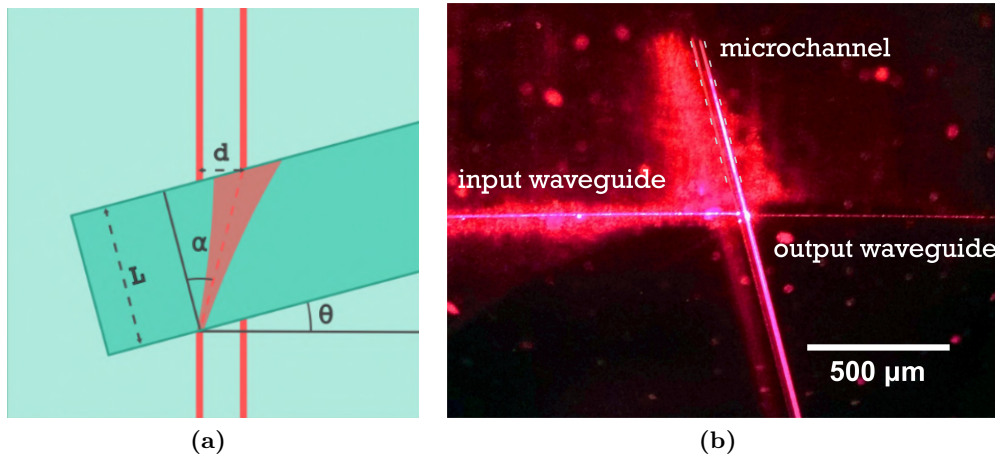 d
α
L
θ
microchannel
input waveguide
output waveguide
500 µm
(a)
(b)